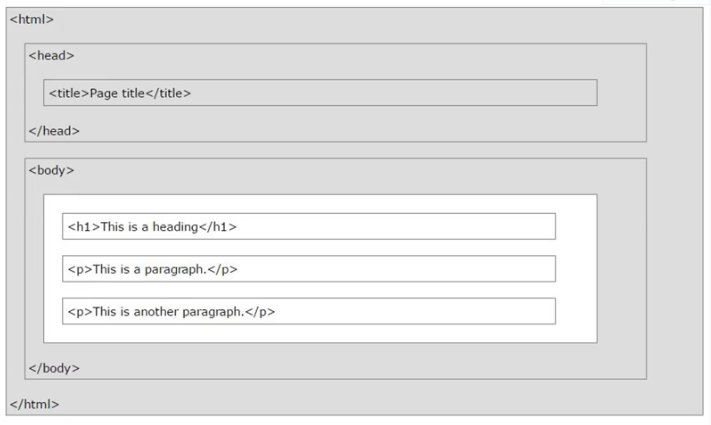 <html>
<head>
<title>Page title</title>
</head>
<body>
<h1>This is a heading</h1>
<p>This is a paragraph.</p>
<p>This is another paragraph.</p>
</body>
</html>